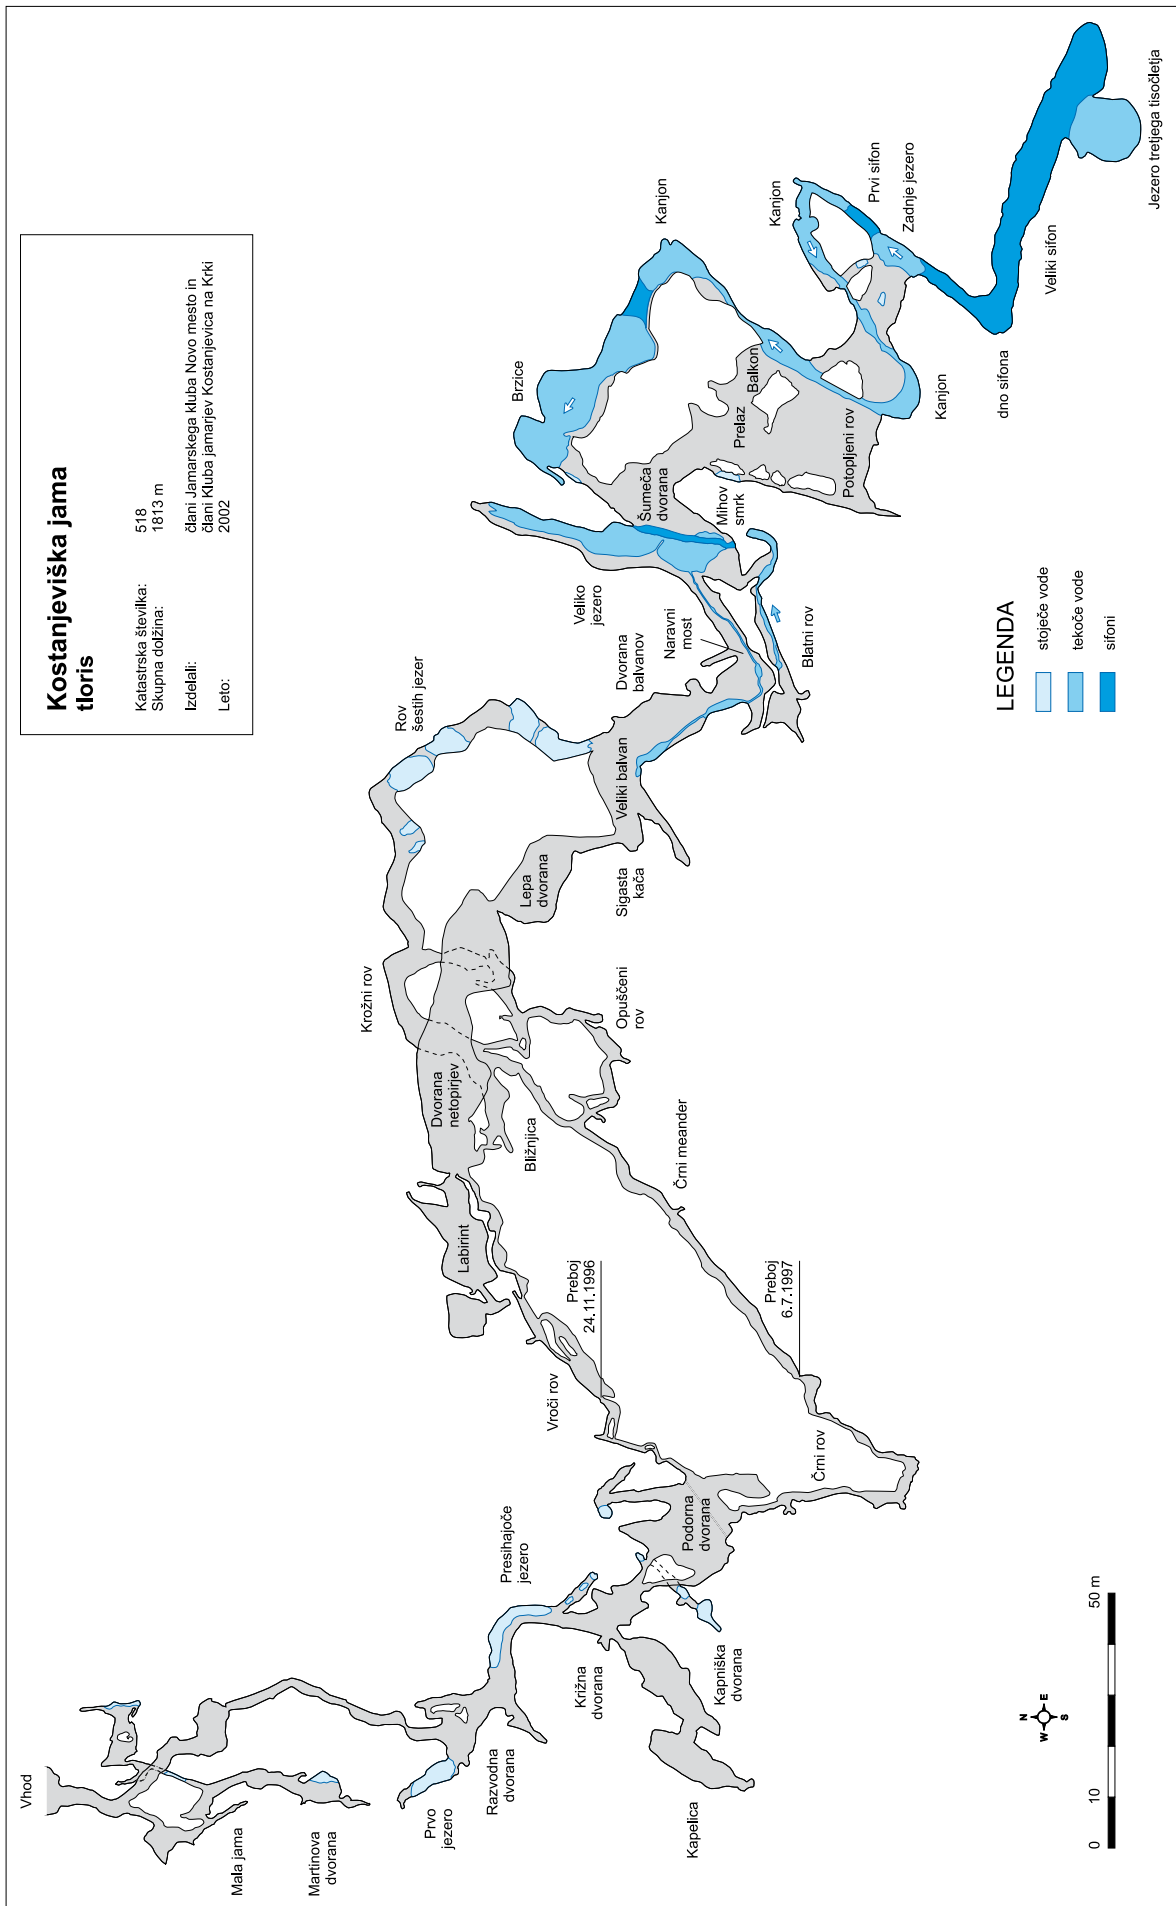 Kostanjeviška jama
tloris
Katastrska številka: 518
Skupna dolžina: 1813 m
Izdelali: člani Jamarskega kluba Novo mesto in
člani Kluba jamarjev Kostanjevica na Krki
Leto: 2002
Vhod
Mala jama
Martinova
dvorana
Prvo
jezero
Razvodna
dvorana
Presihajoče
jezero
Križna
dvorana
Kapelica
Kapniška
dvorana
Podorna
dvorana
Črni rov
Vroči rov
Preboj
24.11.1996
Preboj
6.7.1997
Črni meander
Labirint
Bližnjica
Dvorana
netopirjev
Opuščeni
rov
Krožni rov
Lepa
dvorana
Sigasta
kača
Veliki balvan
Rov
šestih jezer
Dvorana
balvanov
Naravni
most
Blatni rov
Veliko
jezero
Šumeča
dvorana
Mihov
smrk
Brzice
Prelaz
Balkon
Potopljeni rov
Kanjon
Kanjon
Kanjon
Prvi sifon
Zadnje jezero
dno sifona
Veliki sifon
Jezero tretjega tisočletja
LEGENDA
stoječe vode
tekoče vode
sifoni
N
W
E
S
0
10
50 m